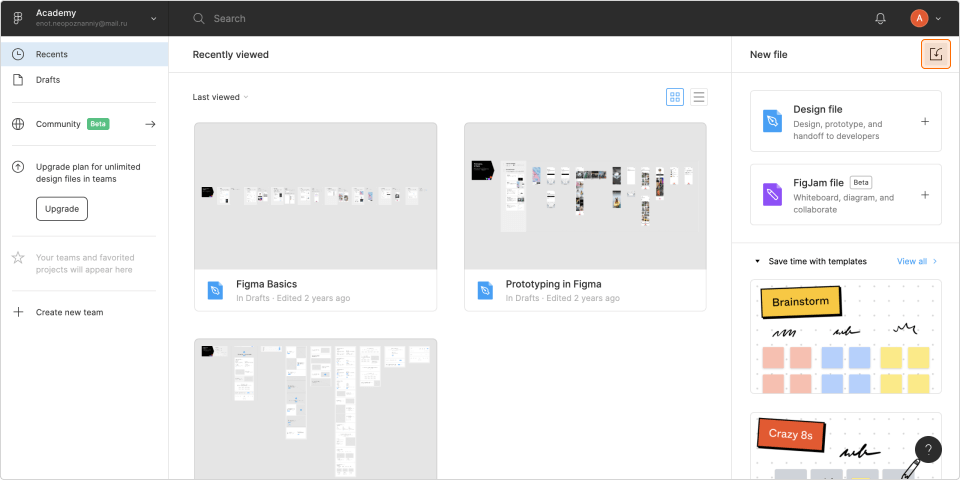 Academy
enot.neopoznanniy@mail.ru
Search
A
Recents
Drafts
Community Beta
Upgrade plan for unlimited
design files in teams
Upgrade
Your teams and favorited
projects will appear here
Create new team
Recently viewed
Last viewed
Figma Basics
In Drafts · Edited 2 years ago
Prototyping in Figma
In Drafts · Edited 2 years ago
New file
Design file
Design, prototype, and
handoff to developers
FigJam file Beta
Whiteboard, diagram, and
collaborate
Save time with templates
View all
Brainstorm
Crazy 8s
?